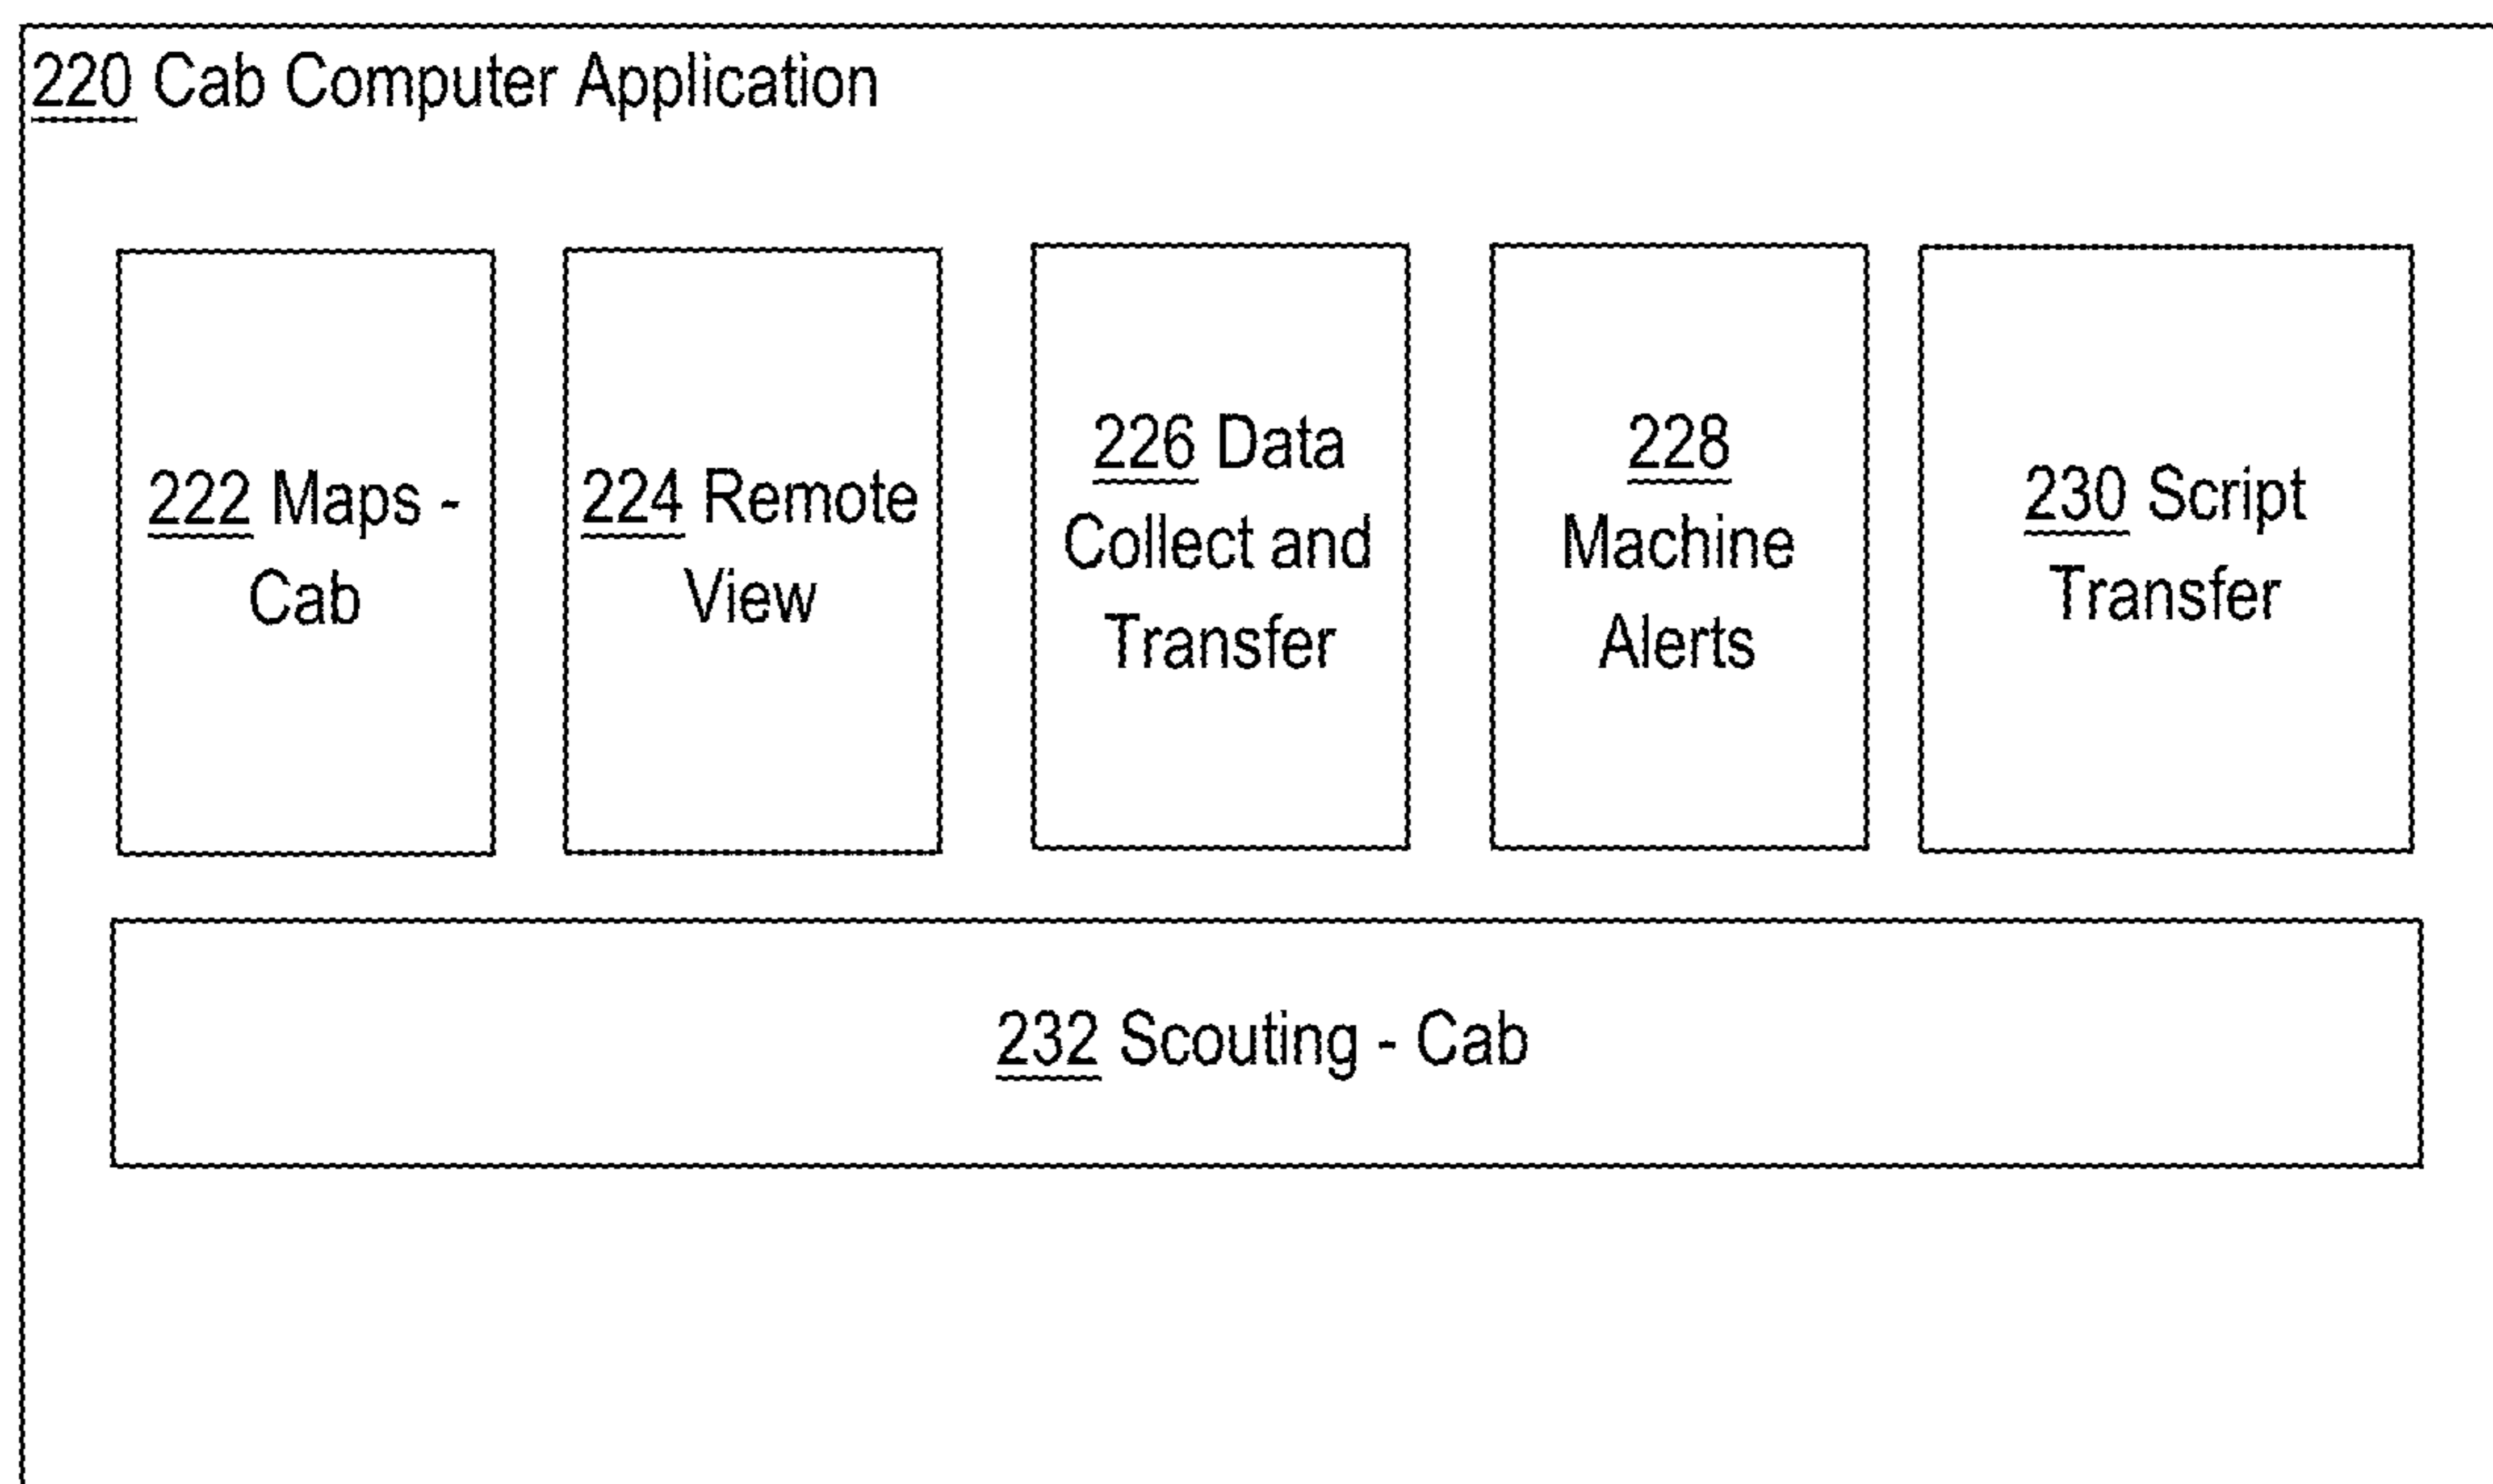 220 Cab Computer Application
222 Maps -
Cab
224 Remote
View
226 Data
Collect and
Transfer
228
Machine
Alerts
230 Script
Transfer
232 Scouting - Cab